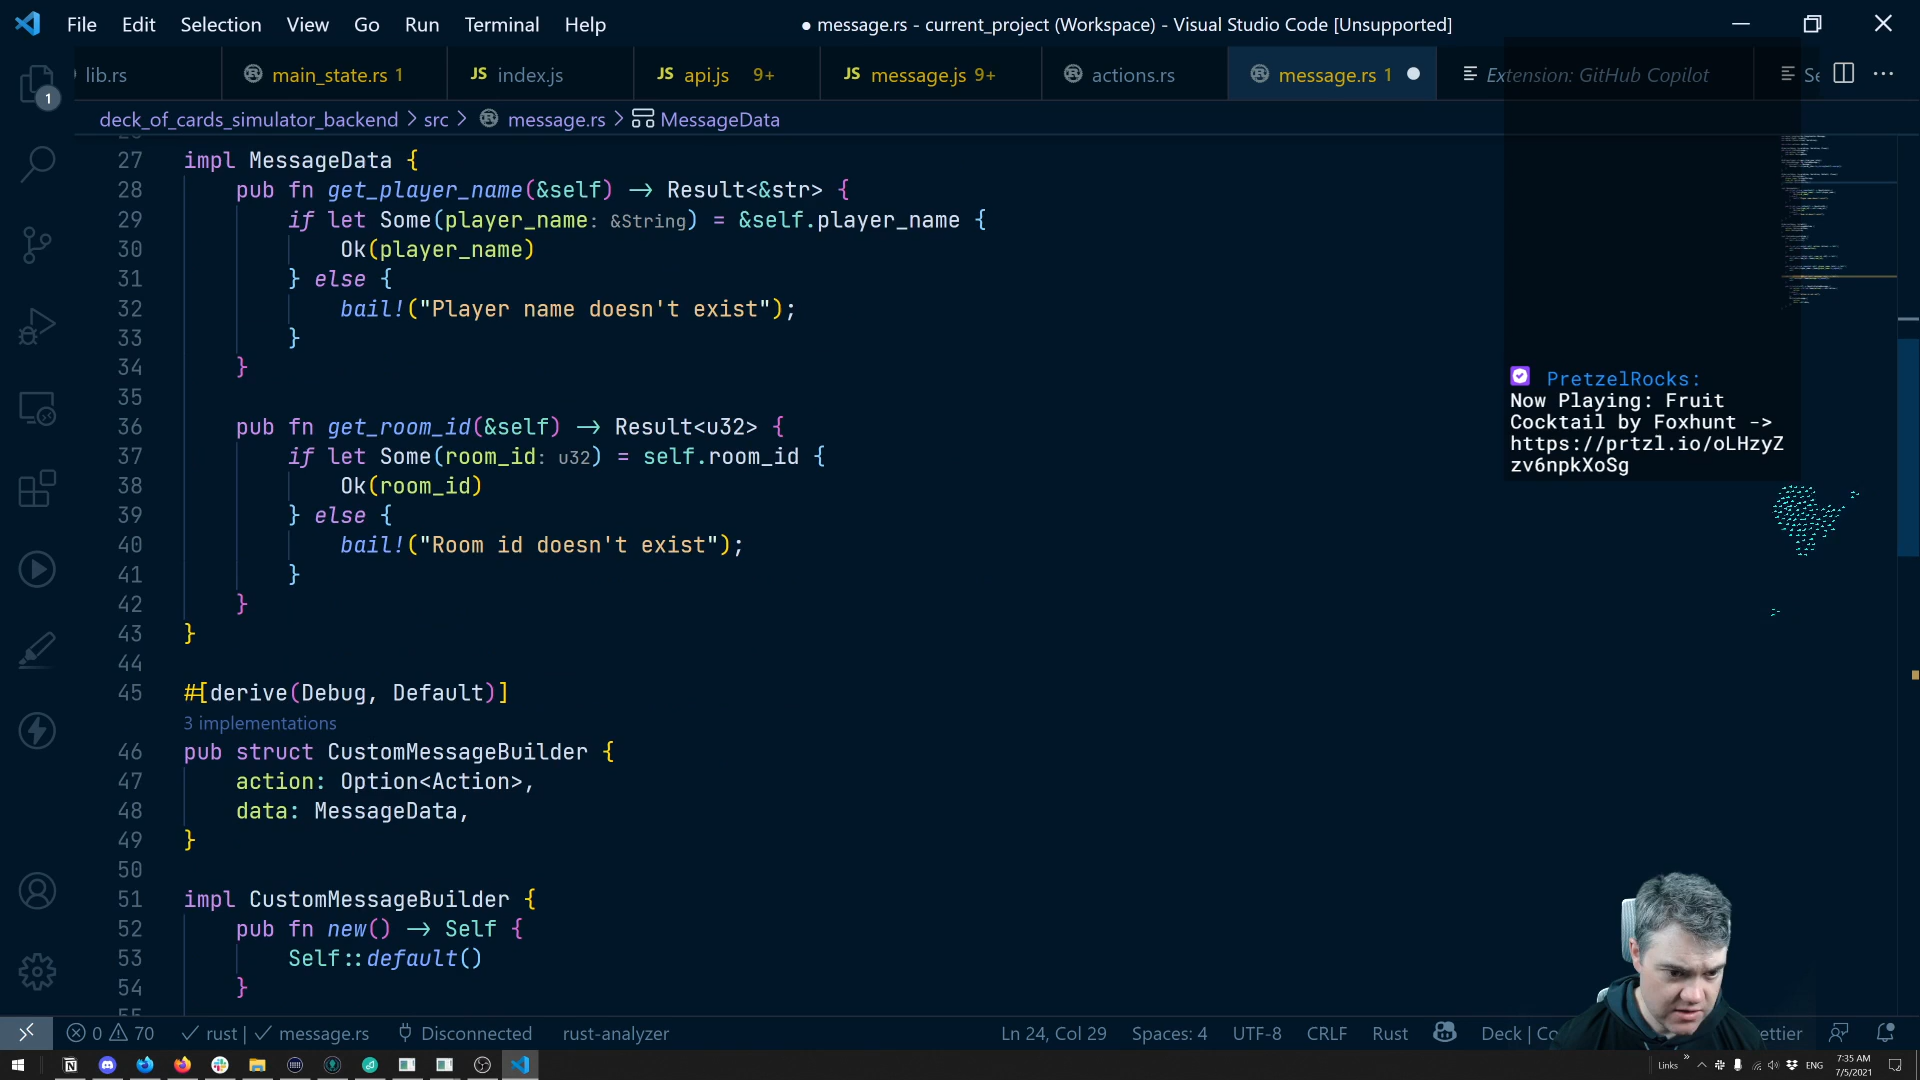 File Edit Selection View Go Run Terminal Help
● message.rs - current_project (Workspace) - Visual Studio Code [Unsupported]
lib.rs main_state.rs 1 JS index.js JS api.js 9+ JS message.js 9+ actions.rs message.rs 1 Extension: GitHub Copilot Se
deck_of_cards_simulator_backend > src > message.rs > MessageData
27 impl MessageData {
28 pub fn get_player_name(&self) -> Result<&str> {
29 if let Some(player_name: &String) = &self.player_name {
30 Ok(player_name)
31 } else {
32 bail!("Player name doesn't exist");
33 }
34 }
35
36 pub fn get_room_id(&self) -> Result<u32> {
37 if let Some(room_id: u32) = self.room_id {
38 Ok(room_id)
39 } else {
40 bail!("Room id doesn't exist");
41 }
42 }
43 }
44
45 #[derive(Debug, Default)]
3 implementations
46 pub struct CustomMessageBuilder {
47 action: Option<Action>,
48 data: MessageData,
49 }
50
51 impl CustomMessageBuilder {
52 pub fn new() -> Self {
53 Self::default()
54 }
1
PretzelRocks:
Now Playing: Fruit
Cocktail by Foxhunt ->
https://prtzl.io/oLHzyZ
zv6npkXoSg
0 70 rust | message.rs Disconnected rust-analyzer Ln 24, Col 29 Spaces: 4 UTF-8 CRLF Rust Deck | Co ettier
Links ENG 7:35 AM
7/5/2021